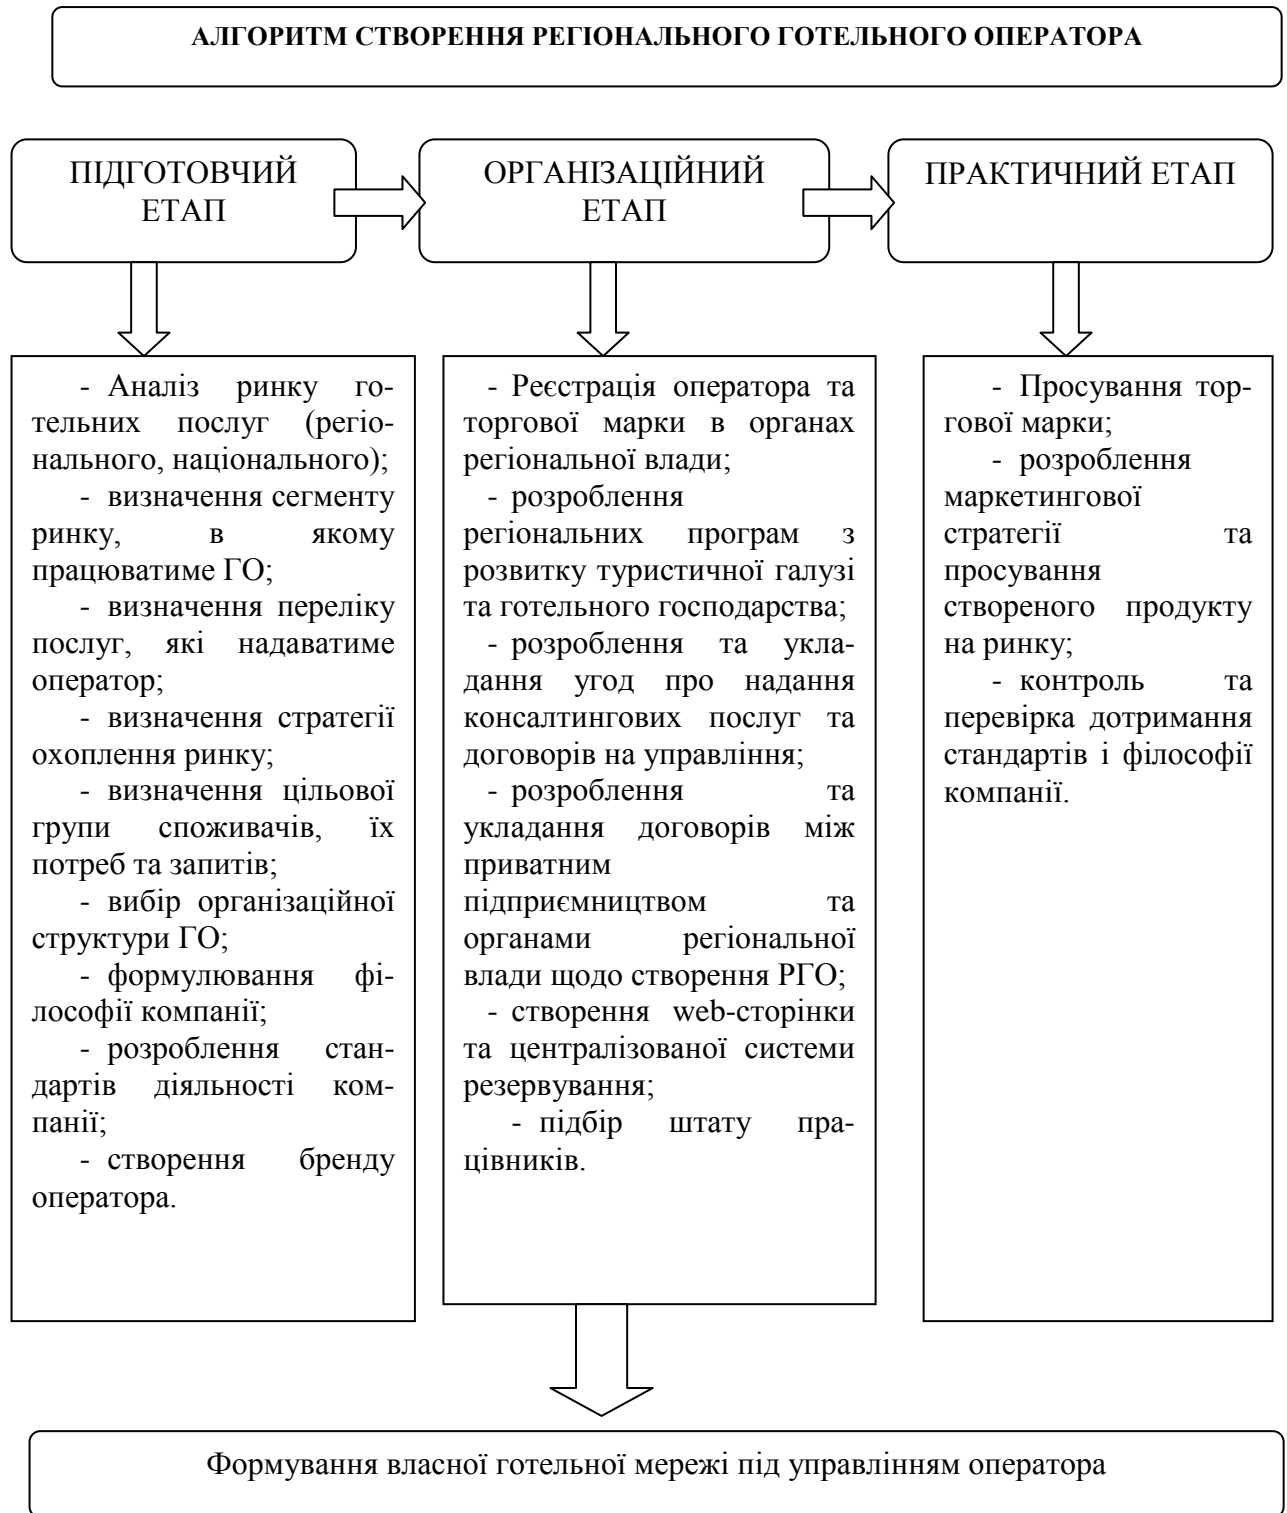 АЛГОРИТМ СТВОРЕННЯ РЕГІОНАЛЬНОГО ГОТЕЛЬНОГО ОПЕРАТОРА
ПІДГОТОВЧИЙ
ЕТАП
ОРГАНІЗАЦІЙНИЙ
ЕТАП
ПРАКТИЧНИЙ ЕТАП
- Аналіз ринку го-
тельних послуг (регіо-
нального, національного);
- визначення сегменту
ринку, в якому
працюватиме ГО;
- визначення переліку
послуг, які надаватиме
оператор;
- визначення стратегії
охоплення ринку;
- визначення цільової
групи споживачів, їх
потреб та запитів;
- вибір організаційної
структури ГО;
- формулювання фі-
лософії компанії;
- розроблення стан-
дартів діяльності ком-
панії;
- створення бренду
оператора.
- Реєстрація оператора та
торгової марки в органах
регіональної влади;
- розроблення
регіональних програм з
розвитку туристичної галузі
та готельного господарства;
- розроблення та укла-
дання угод про надання
консалтингових послуг та
договорів на управління;
- розроблення та
укладання договорів між
приватним
підприємництвом та
органами регіональної
влади щодо створення РГО;
- створення web-сторінки
та централізованої системи
резервування;
- підбір штату пра-
цівників.
- Просування тор-
гової марки;
- розроблення
маркетингової
стратегії та
просування
створеного продукту
на ринку;
- контроль та
перевірка дотримання
стандартів і філософії
компанії.
Формування власної готельної мережі під управлінням оператора